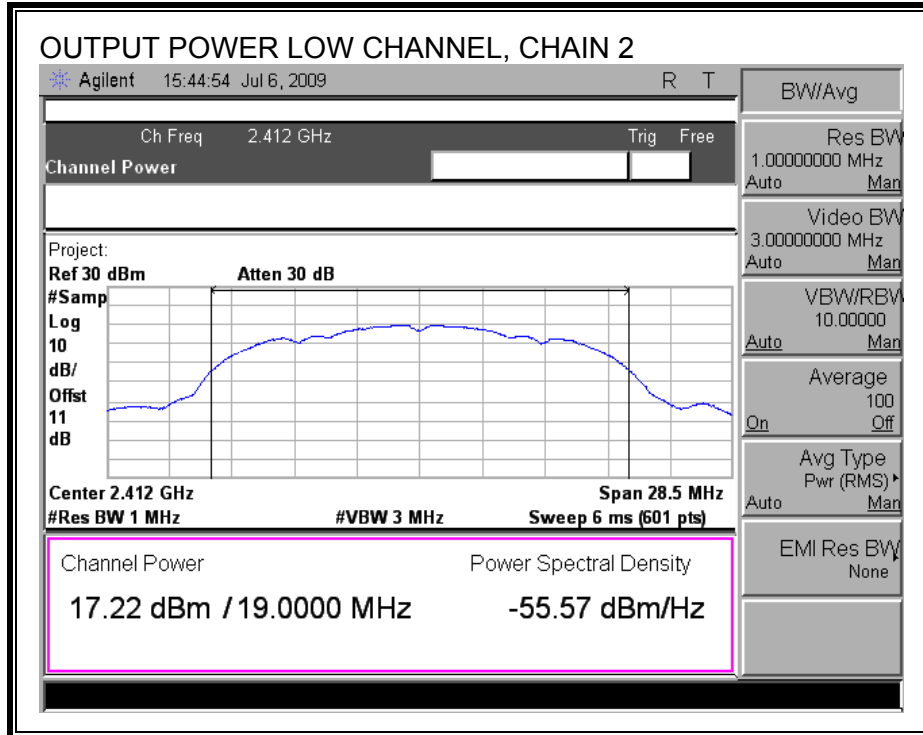 OUTPUT POWER LOW CHANNEL, CHAIN 2
Agilent 15:44:54 Jul 6, 2009 R T
Ch Freq 2.412 GHz Trig Free
Channel Power
Project:
Ref 30 dBm Atten 30 dB
#Samp
Log
10
dB/
Offst
11
dB
Center 2.412 GHz Span 28.5 MHz
#Res BW 1 MHz #VBW 3 MHz Sweep 6 ms (601 pts)
Channel Power Power Spectral Density
17.22 dBm / 19.0000 MHz -55.57 dBm/Hz
BW/Avg
Res BW
1.00000000 MHz
Auto Man
Video BW
3.00000000 MHz
Auto Man
VBW/RBW
10.00000
Auto Man
Average
100
On Off
Avg Type
Pwr (RMS)
Auto Man
EMI Res BW
None